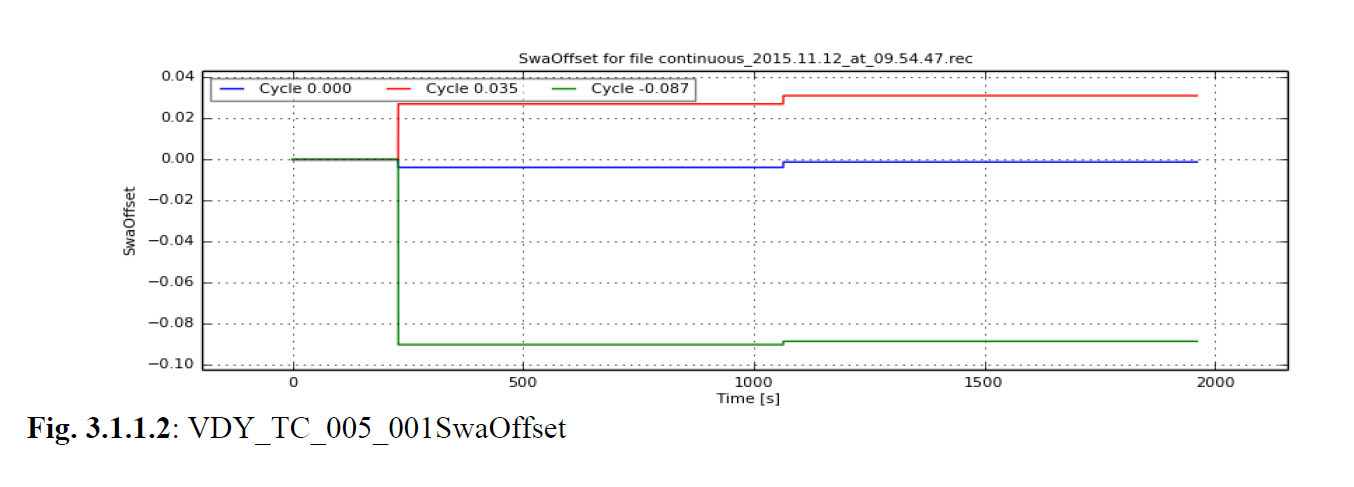 SwaOffset for file continuous_2015.11.12_at_09.54.47.rec
0.04
Cycle 0.000 Cycle 0.035 Cycle -0.087
0.02
0.00
−0.02
−0.04
−0.06
−0.08
−0.10
SwaOffset
0 500 1000 1500 2000
Time [s]
Fig. 3.1.1.2: VDY_TC_005_001SwaOffset